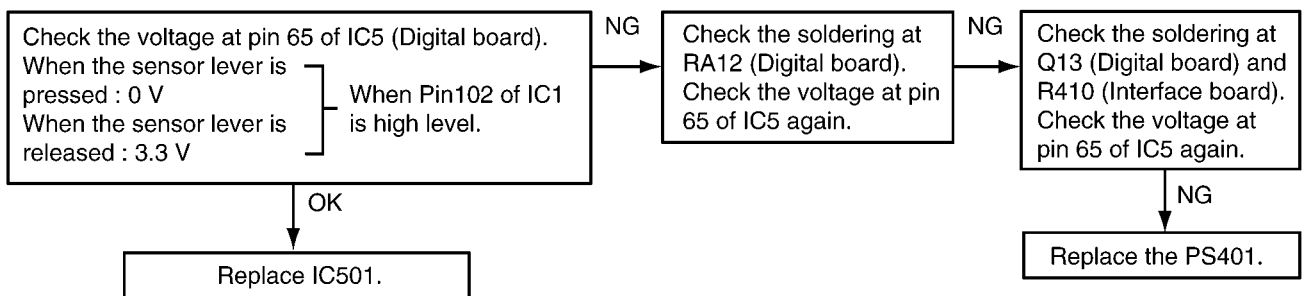 Check the voltage at pin 65 of IC5 (Digital board).
When the sensor lever is
pressed : 0 V
When the sensor lever is
released : 3.3 V
When Pin102 of IC1
is high level.
NG
Check the soldering at
RA12 (Digital board).
Check the voltage at pin
65 of IC5 again.
NG
Check the soldering at
Q13 (Digital board) and
R410 (Interface board).
Check the voltage at
pin 65 of IC5 again.
OK
NG
Replace IC501.
Replace the PS401.